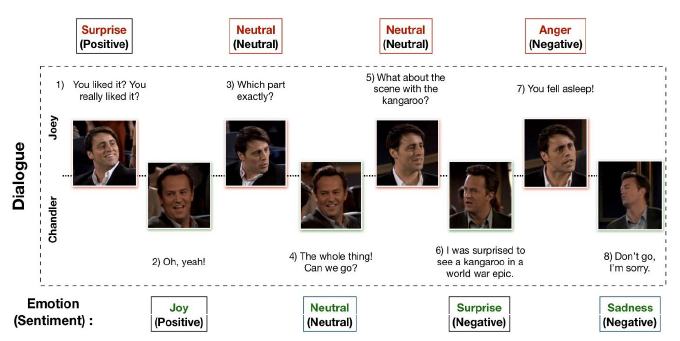 Surprise
(Positive)
Neutral
(Neutral)
Neutral
(Neutral)
Anger
(Negative)
Dialogue
Joey
Chandler
1) You liked it? You
really liked it?
2) Oh, yeah!
3) Which part
exactly?
4) The whole thing!
Can we go?
5) What about the
scene with the
kangaroo?
6) I was surprised to
see a kangaroo in a
world war epic.
7) You fell asleep!
8) Don't go,
I'm sorry.
Emotion
(Sentiment) :
Joy
(Positive)
Neutral
(Neutral)
Surprise
(Negative)
Sadness
(Negative)